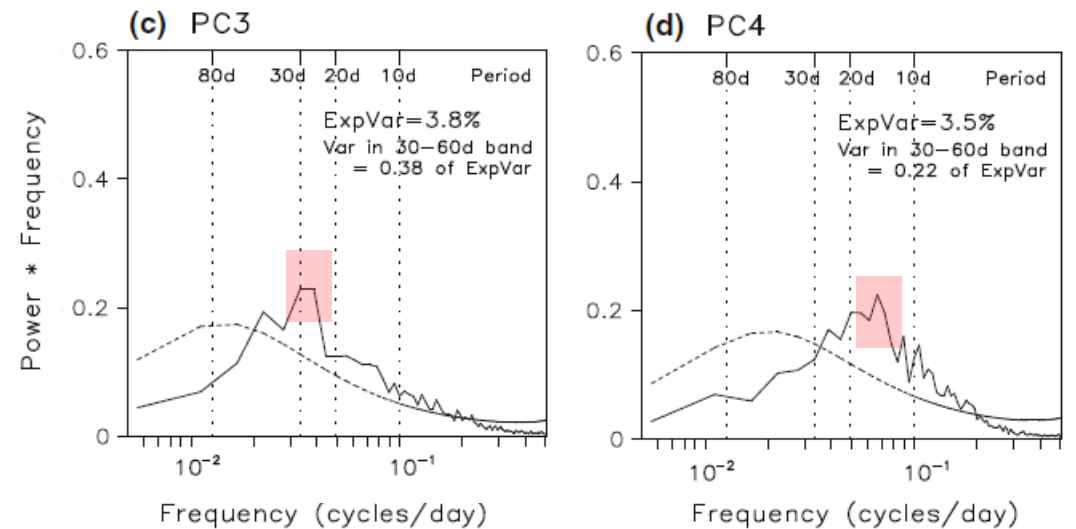 (c) PC3
0.6
0.4
0.2
0
Power * Frequency
80d 30d 20d 10d Period
ExpVar=3.8%
Var in 30-60d band
= 0.38 of ExpVar
10⁻² 10⁻¹
Frequency (cycles/day)
(d) PC4
0.6
0.4
0.2
0
80d 30d 20d 10d Period
ExpVar=3.5%
Var in 30-60d band
= 0.22 of ExpVar
10⁻² 10⁻¹
Frequency (cycles/day)